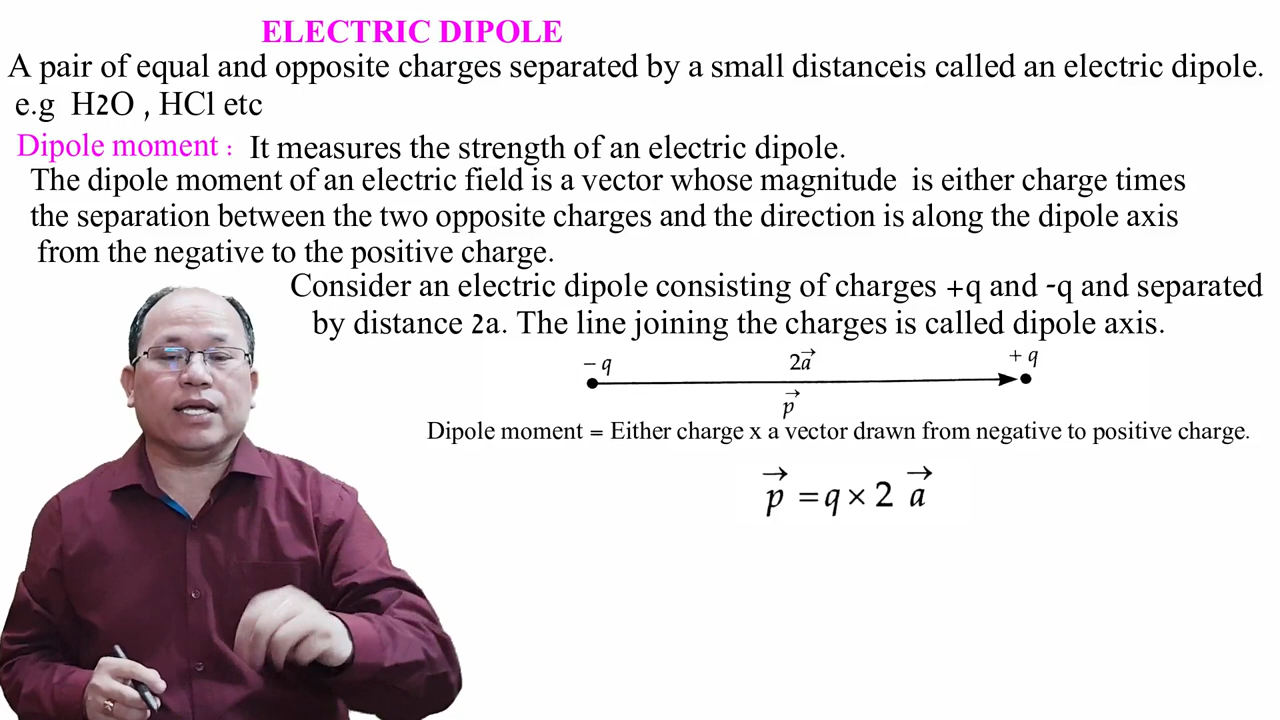 ELECTRIC DIPOLE
A pair of equal and opposite charges separated by a small distanceis called an electric dipole.
e.g H2O , HCl etc
Dipole moment : It measures the strength of an electric dipole.
The dipole moment of an electric field is a vector whose magnitude is either charge times
the separation between the two opposite charges and the direction is along the dipole axis
from the negative to the positive charge.
Consider an electric dipole consisting of charges +q and -q and separated
by distance 2a. The line joining the charges is called dipole axis.
− q 2a⃗ + q
p⃗
Dipole moment = Either charge x a vector drawn from negative to positive charge.
p⃗ = q × 2 a⃗